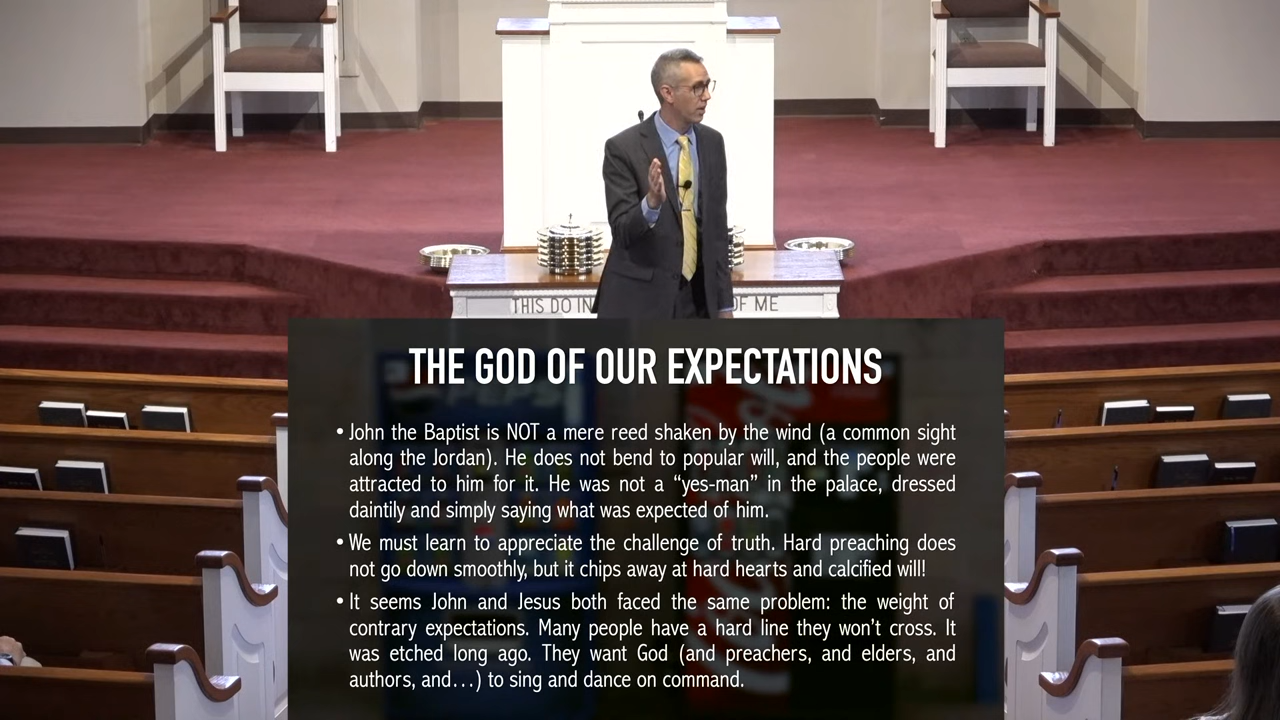 THIS DO IN
OF ME
THE GOD OF OUR EXPECTATIONS
• John the Baptist is NOT a mere reed shaken by the wind (a common sight
along the Jordan). He does not bend to popular will, and the people were
attracted to him for it. He was not a “yes-man” in the palace, dressed
daintily and simply saying what was expected of him.
• We must learn to appreciate the challenge of truth. Hard preaching does
not go down smoothly, but it chips away at hard hearts and calcified will!
• It seems John and Jesus both faced the same problem: the weight of
contrary expectations. Many people have a hard line they won’t cross. It
was etched long ago. They want God (and preachers, and elders, and
authors, and…) to sing and dance on command.